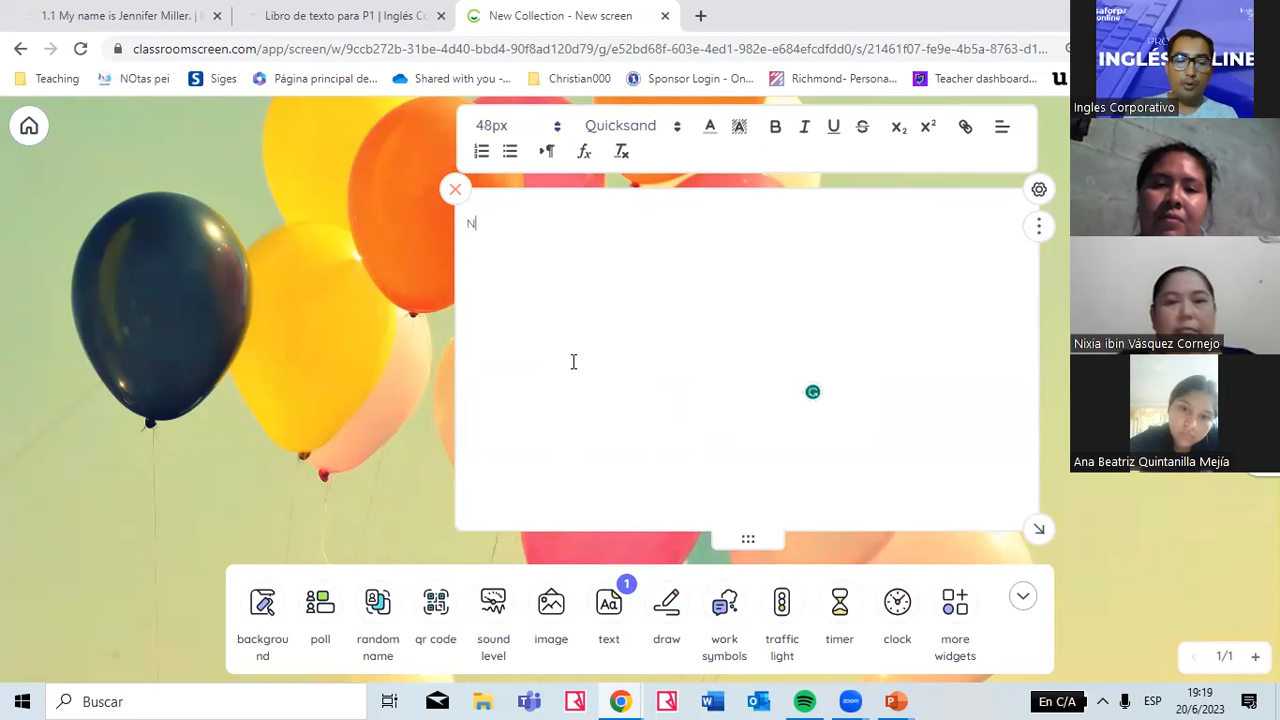 1.1 My name is Jennifer Miller.
Libro de texto para P1 | Inglé
New Collection - New screen
classroomscreen.com/app/screen/w/9ccd272b-31be-4d40-bbd4-90f8ad120d79/g/e52bd68f-603e-4ed1-982e-e684efcdfdd0/s/21461f07-fe9e-4b5a-8763-d1...
Teaching
NOtas pei
Siges
Página principal de...
Shared with you -...
Christian000
Sponsor Login - On...
Richmond- Persona...
Teacher dashboard...
48px
Quicksand
N
1
backgrou
nd
poll
random
name
qr code
sound
level
image
text
draw
work
symbols
traffic
light
timer
clock
more
widgets
1/1
Buscar
En C/A
ESP
19:19
20/6/2023
online
INGLÉS
LINE
Ingles Corporativo
Nixia ibin Vásquez Cornejo
Ana Beatriz Quintanilla Mejía